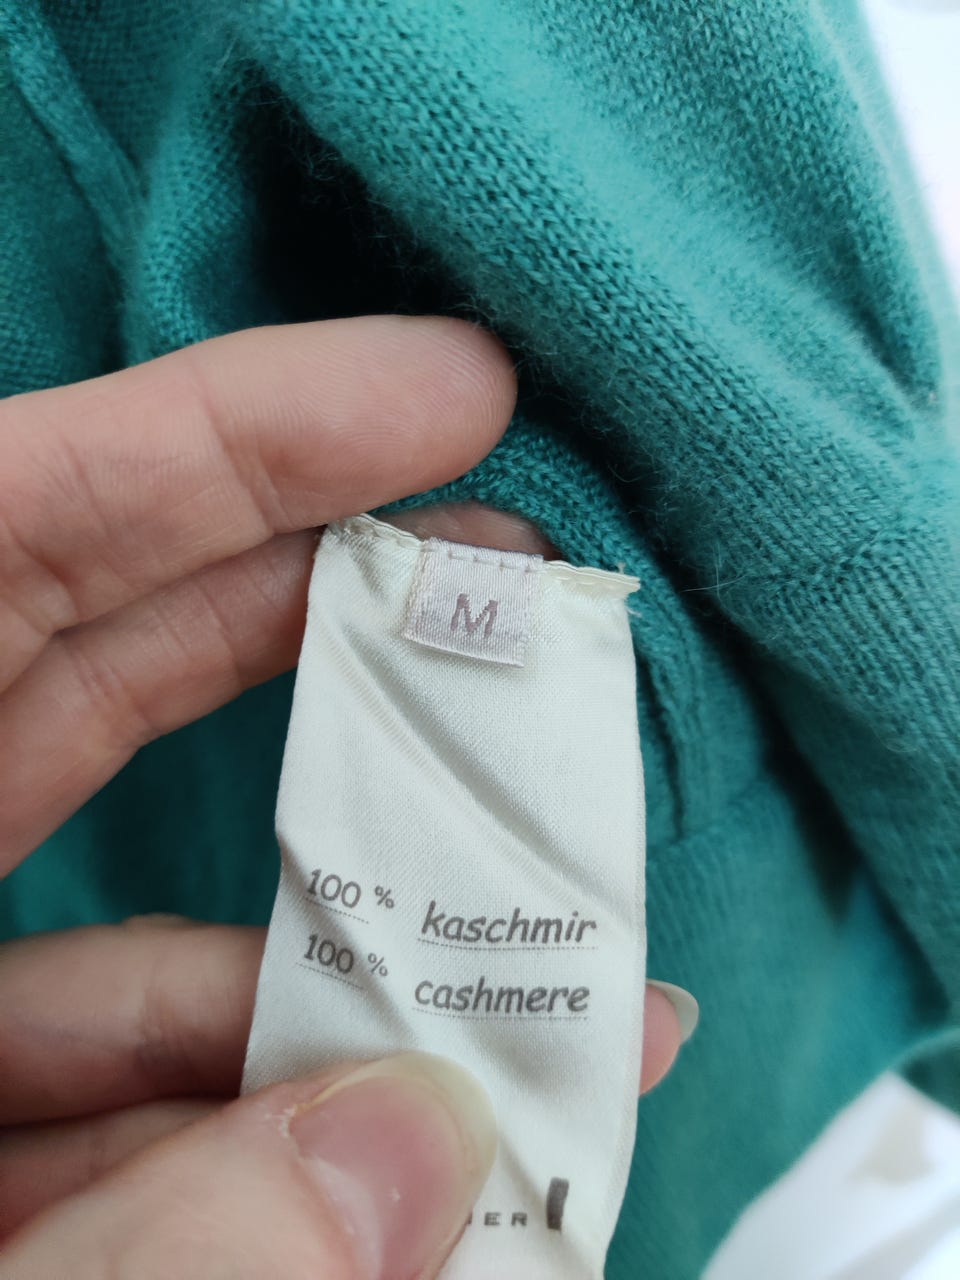 M
100 % kaschmir
100 % cashmere